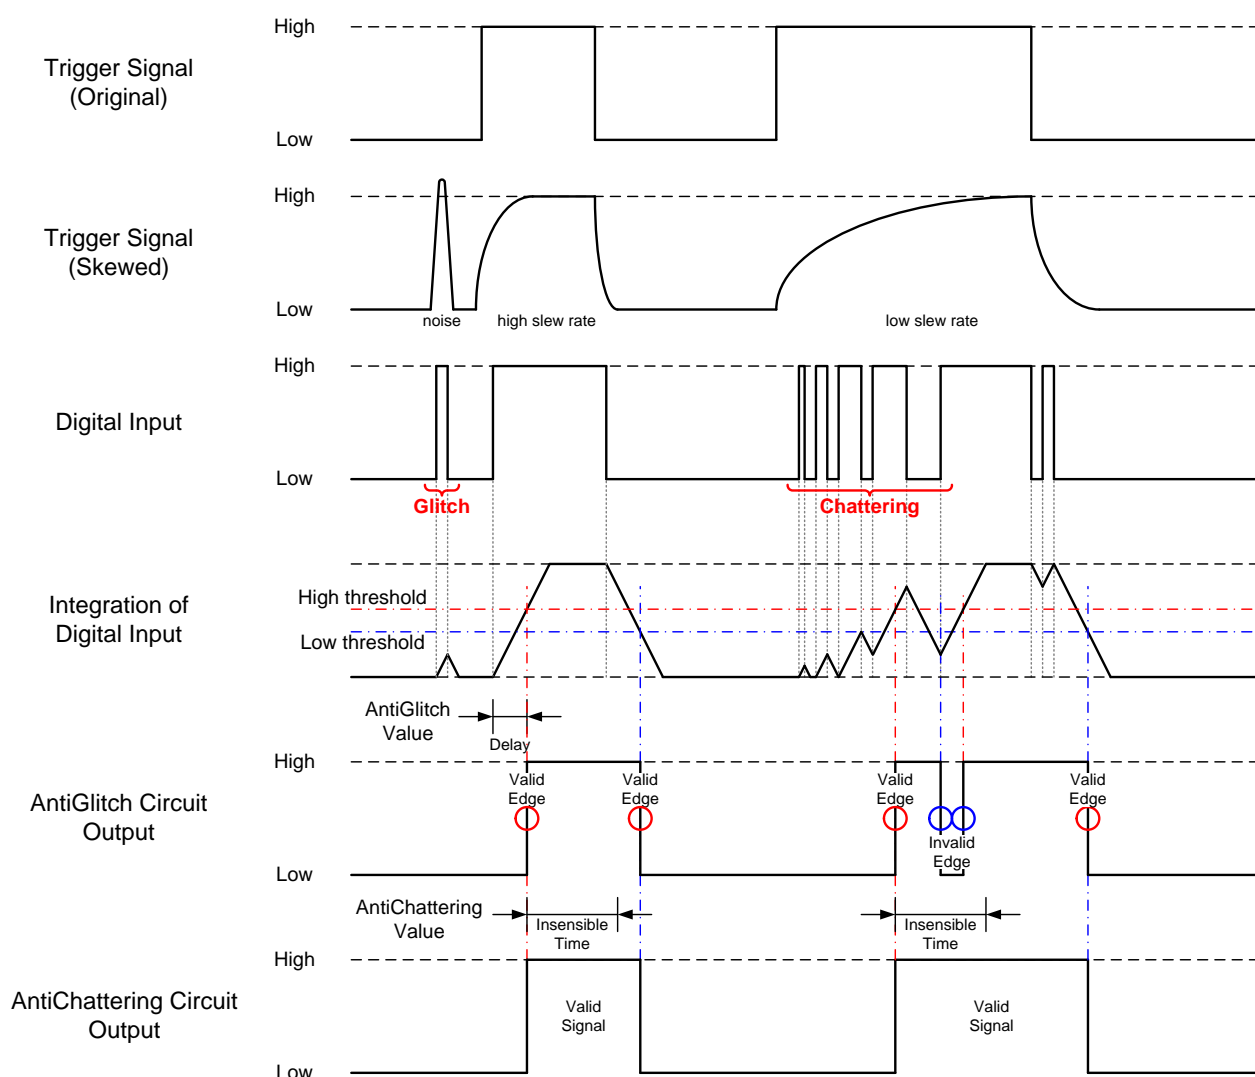 High
Trigger Signal
(Original)
Low
High
Trigger Signal
(Skewed)
Low
noise
high slew rate
low slew rate
High
Digital Input
Low
Glitch
Chattering
High threshold
Integration of
Digital Input
Low threshold
AntiGlitch
Value
Delay
High
Valid
Edge
Valid
Edge
Valid
Edge
Valid
Edge
AntiGlitch Circuit
Output
Invalid
Edge
Low
AntiChattering
Value
Insensible
Time
Insensible
Time
High
AntiChattering Circuit
Output
Valid
Signal
Valid
Signal
Low